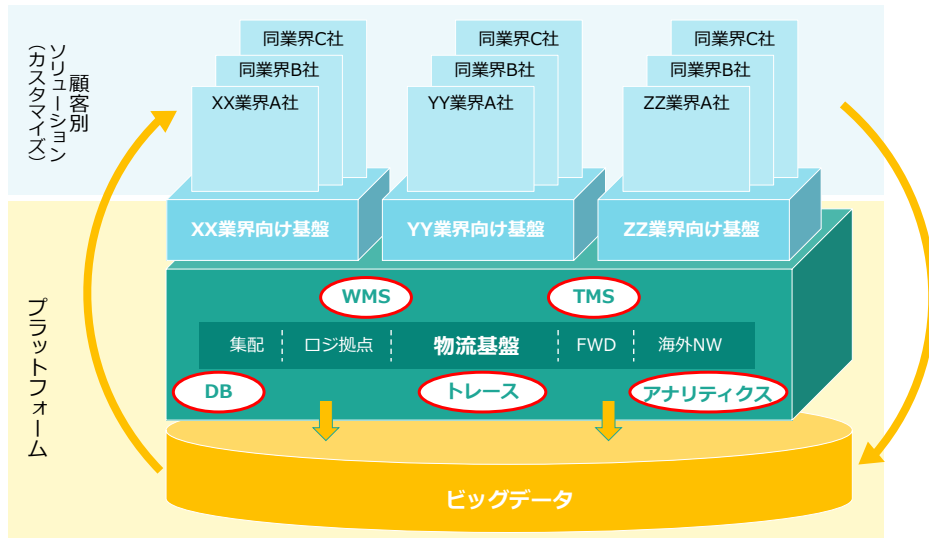 顧客別
ソリューション
（カスタマイズ）
同業界C社
同業界B社
XX業界A社
同業界C社
同業界B社
YY業界A社
同業界C社
同業界B社
ZZ業界A社
XX業界向け基盤
YY業界向け基盤
ZZ業界向け基盤
プラットフォーム
WMS
TMS
集配
ロジ拠点
物流基盤
FWD
海外NW
DB
トレース
アナリティクス
ビッグデータ